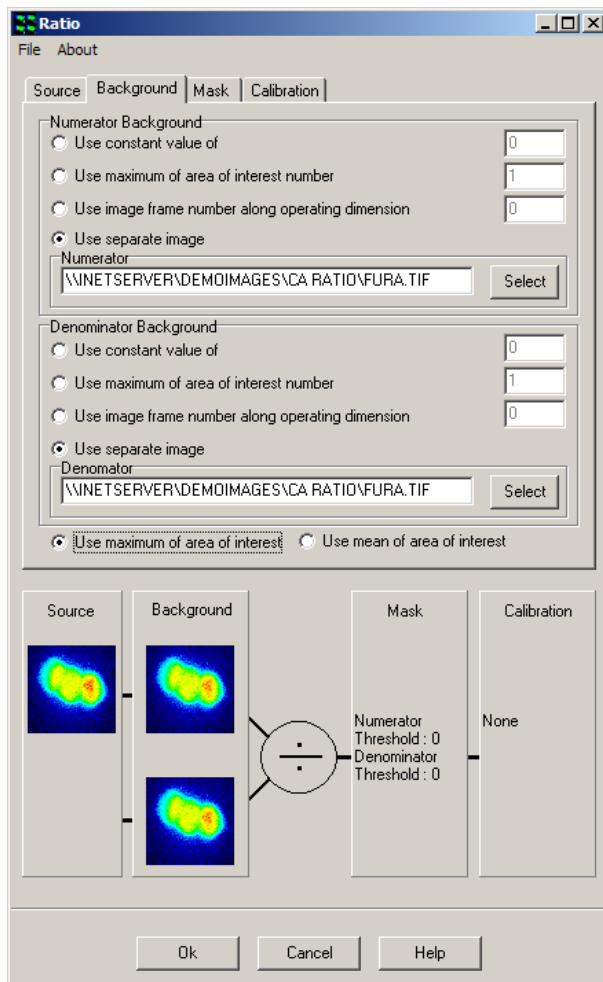 Ratio
File About
Source Background Mask Calibration
Numerator Background
Use constant value of 0
Use maximum of area of interest number 1
Use image frame number along operating dimension 0
Use separate image
Numerator
\\INETSERVER\DEMOIMAGES\CA RATIO\FURA.TIF Select
Denominator Background
Use constant value of 0
Use maximum of area of interest number 1
Use image frame number along operating dimension 0
Use separate image
Denomator
\\INETSERVER\DEMOIMAGES\CA RATIO\FURA.TIF Select
Use maximum of area of interest Use mean of area of interest
Source Background Mask Calibration
Numerator
Threshold : 0
Denominator
Threshold : 0
None
Ok Cancel Help